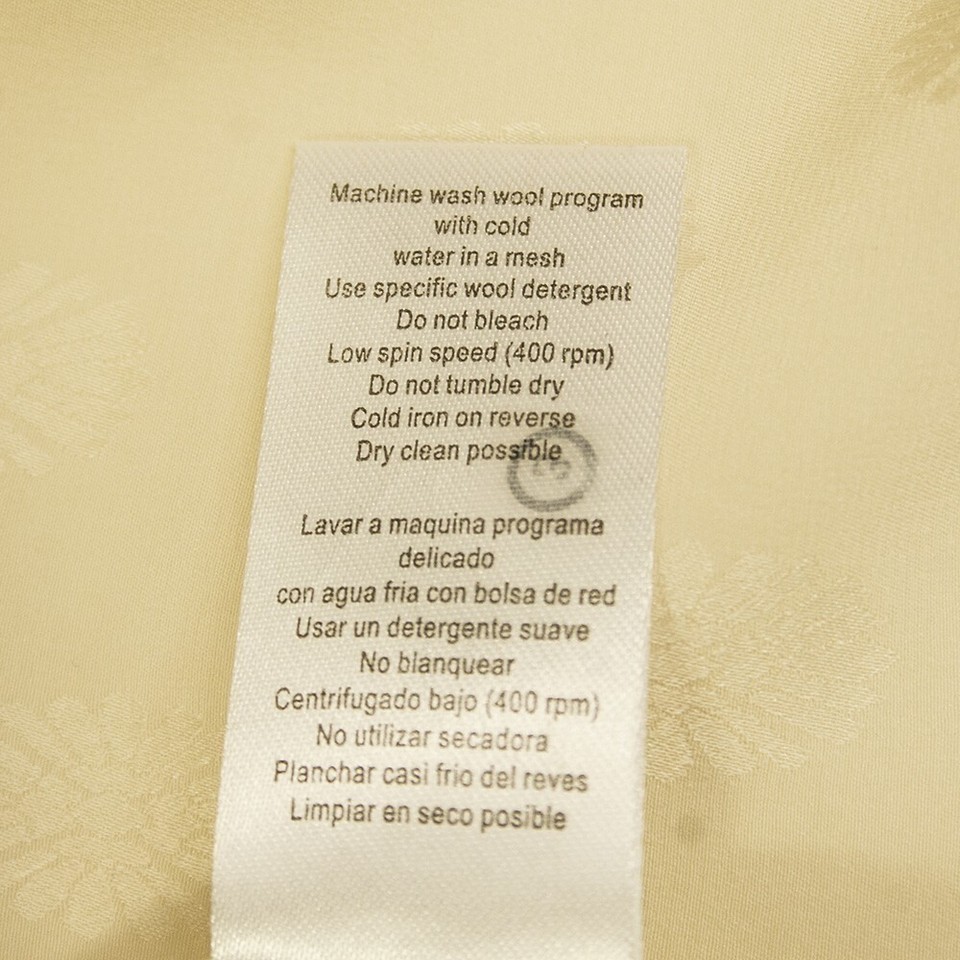 Machine wash wool program
with cold
water in a mesh
Use specific wool detergent
Do not bleach
Low spin speed (400 rpm)
Do not tumble dry
Cold iron on reverse
Dry clean possible
Lavar a maquina programa
delicado
con agua fria con bolsa de red
Usar un detergente suave
No blanquear
Centrifugado bajo (400 rpm)
No utilizar secadora
Planchar casi frio del reves
Limpiar en seco posible